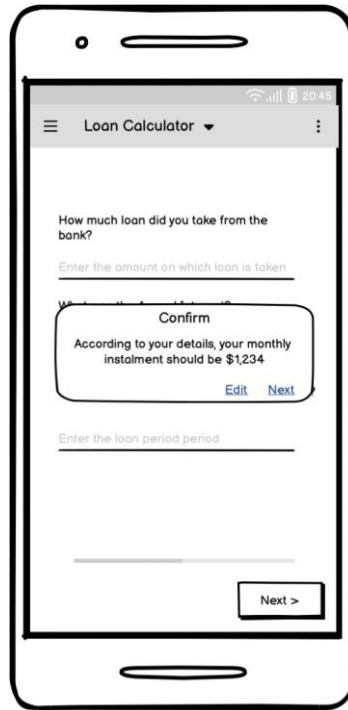 20:45
Loan Calculator
How much loan did you take from the
bank?
Enter the amount on which loan is taken
Confirm
According to your details, your monthly
instalment should be $1,234
Edit Next
Enter the loan period period
Next >